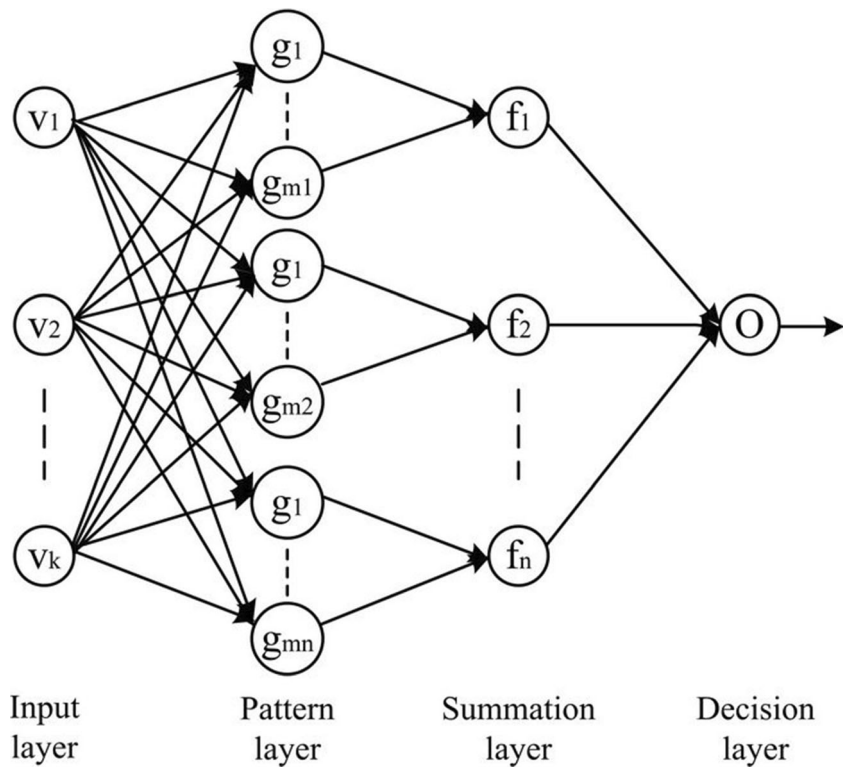 g1
v1
f1
gm1
g1
v2
f2
O
gm2
g1
vk
fn
gmn
Input layer
Pattern layer
Summation layer
Decision layer